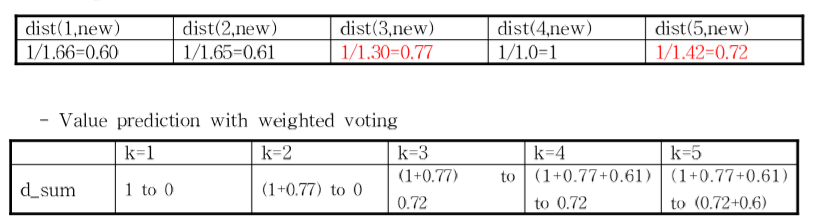 dist(1,new) dist(2,new) dist(3,new) dist(4,new) dist(5,new)
1/1.66=0.60 1/1.65=0.61 1/1.30=0.77 1/1.0=1 1/1.42=0.72
- Value prediction with weighted voting
k=1 k=2 k=3 k=4 k=5
d_sum 1 to 0 (1+0.77) to 0 (1+0.77) to 0.72 (1+0.77+0.61) to 0.72 (1+0.77+0.61) to (0.72+0.6)